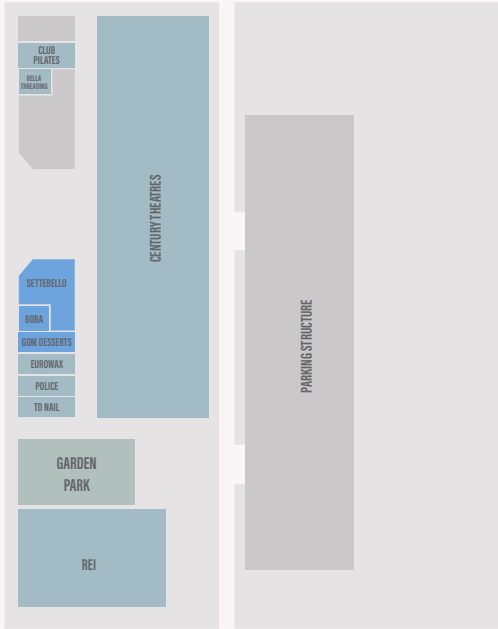 CLUB
PILATES
BELLA
THREADING
CENTURY THEATRES
SETTEBELLO
BOBA
GOM DESSERTS
EUROWAX
POLICE
TD NAIL
PARKING STRUCTURE
GARDEN
PARK
REI